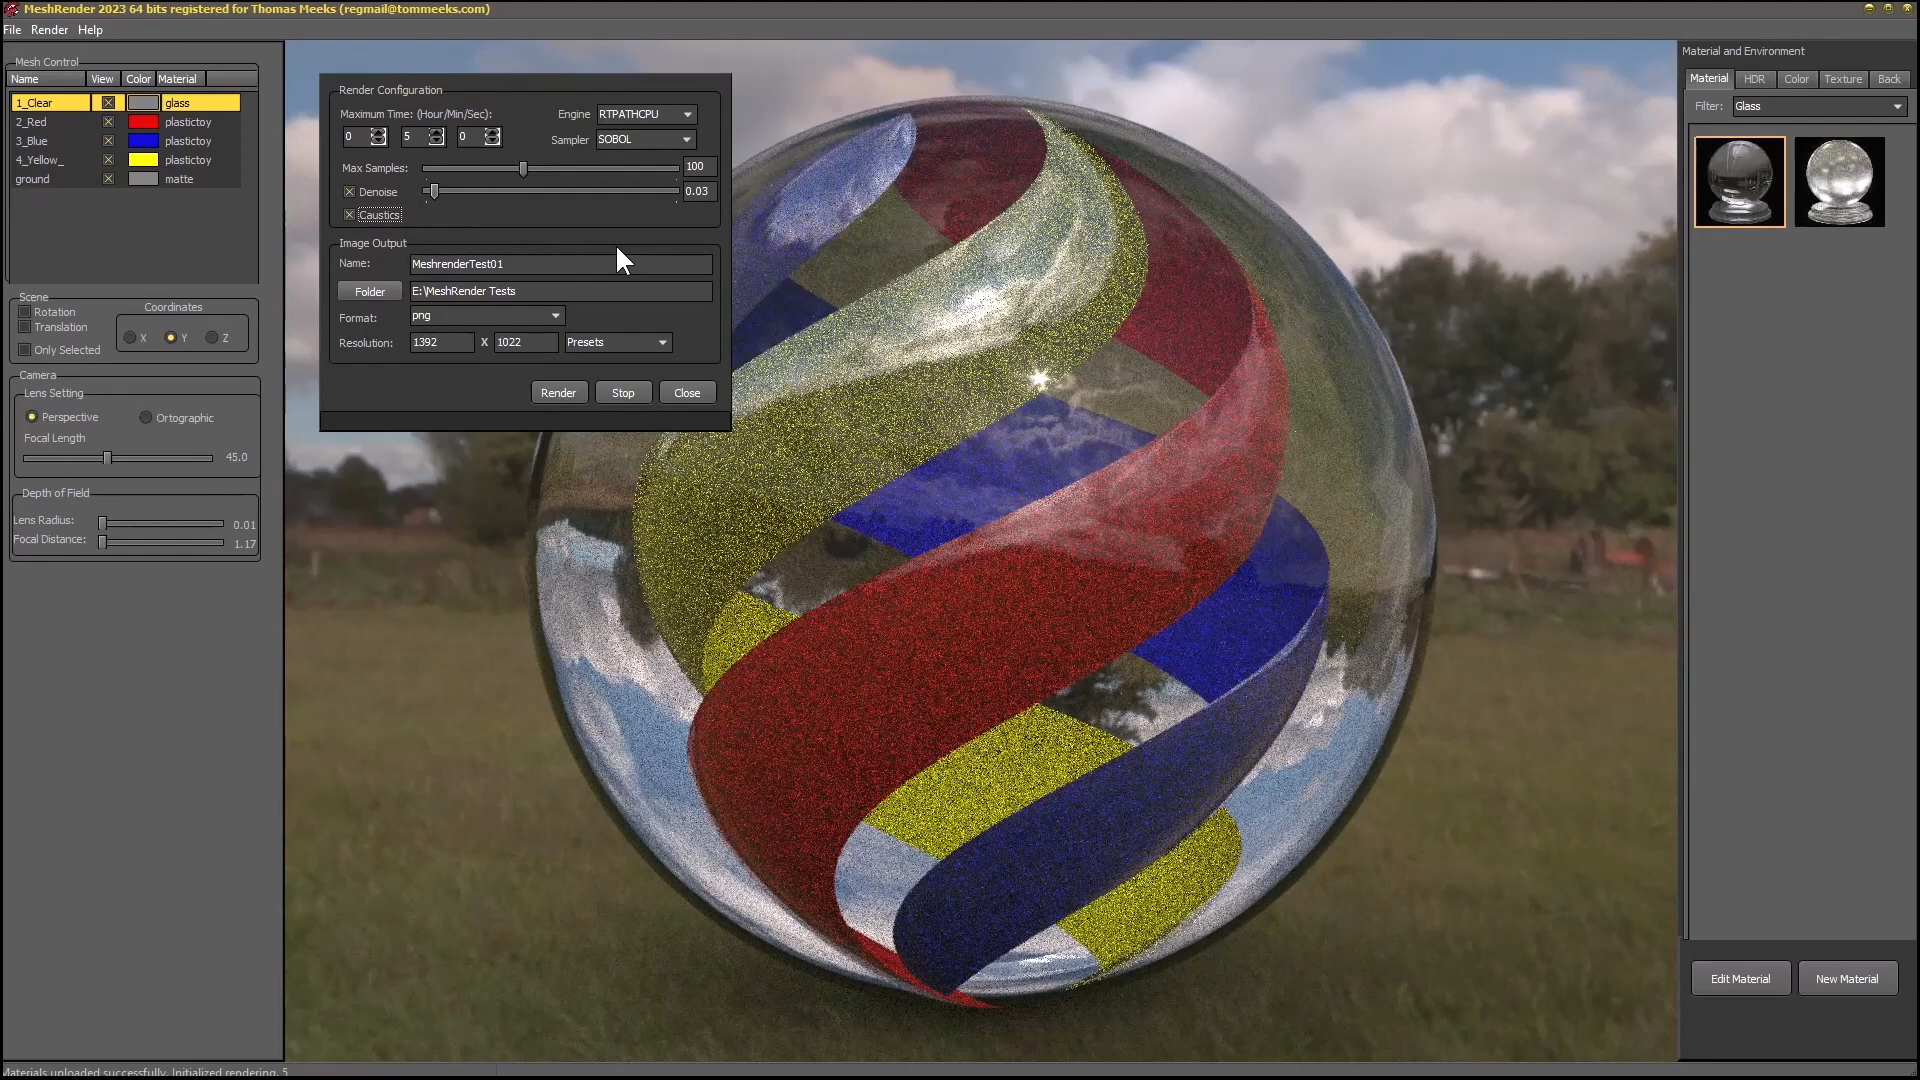 MeshRender 2023 64 bits registered for Thomas Meeks (regmail@tommeeks.com)
File Render Help
Mesh Control
Name View Color Material
1_Clear glass
2_Red plastictoy
3_Blue plastictoy
4_Yellow_ plastictoy
ground matte
Scene
Rotation
Translation
Only Selected
Coordinates
X Y Z
Camera
Lens Setting
Perspective Ortographic
Focal Length
45.0
Depth of Field
Lens Radius: 0.01
Focal Distance: 1.17
Render Configuration
Maximum Time: (Hour/Min/Sec):
0 5 0
Engine RTPATHCPU
Sampler SOBOL
Max Samples: 100
Denoise 0.03
Caustics
Image Output
Name: MeshrenderTest01
Folder E:\MeshRender Tests
Format: png
Resolution: 1392 X 1022 Presets
Render Stop Close
Material and Environment
Material HDR Color Texture Back
Filter: Glass
Edit Material New Material
Materials uploaded successfully. Initialized rendering. 5